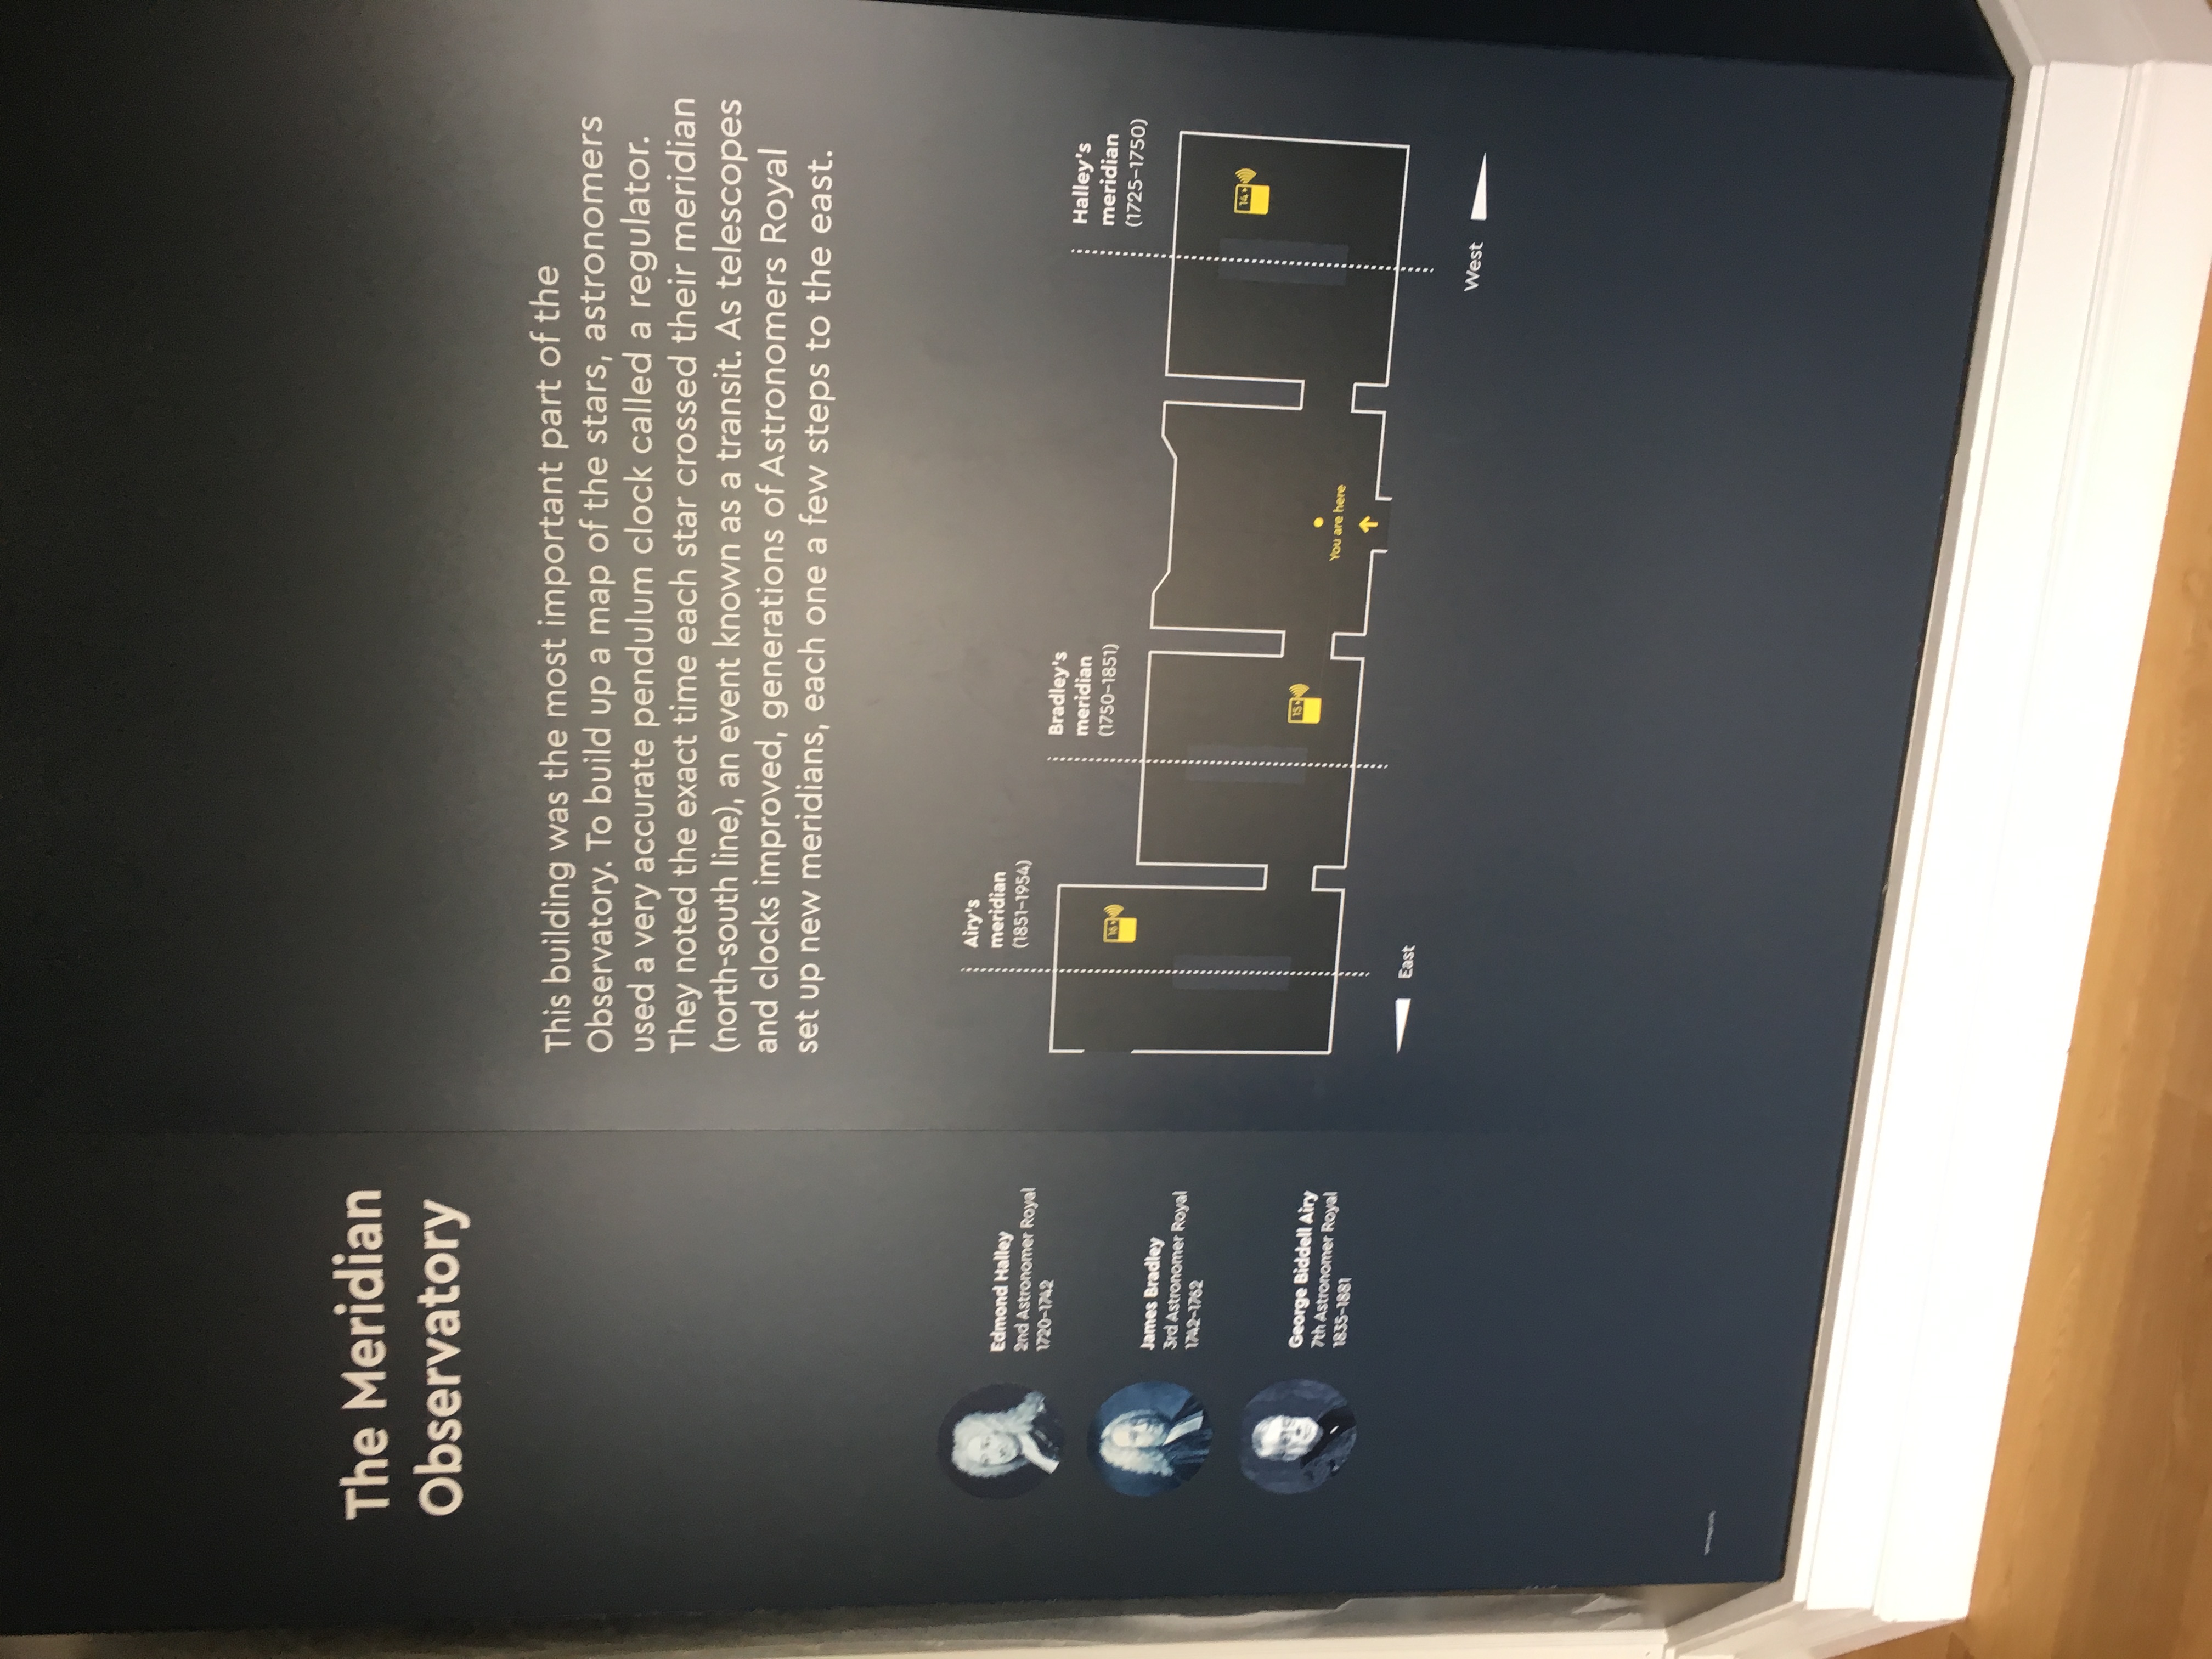 The Meridian
Observatory
This building was the most important part of the
Observatory. To build up a map of the stars, astronomers
used a very accurate pendulum clock called a regulator.
They noted the exact time each star crossed their meridian
(north-south line), an event known as a transit. As telescopes
and clocks improved, generations of Astronomers Royal
set up new meridians, each one a few steps to the east.
Edmond Halley
2nd Astronomer Royal
1720–1742
James Bradley
3rd Astronomer Royal
1742–1762
George Biddell Airy
7th Astronomer Royal
1835–1881
Airy's
meridian
(1851–1954)
Bradley's
meridian
(1750–1851)
Halley's
meridian
(1725–1750)
16
15
14
You are here
East
West